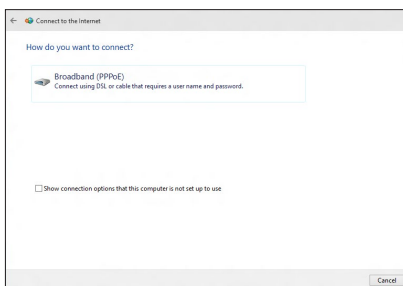 Connect to the Internet
How do you want to connect?
Broadband (PPPoE)
Connect using DSL or cable that requires a user name and password.
Show connection options that this computer is not set up to use
Cancel